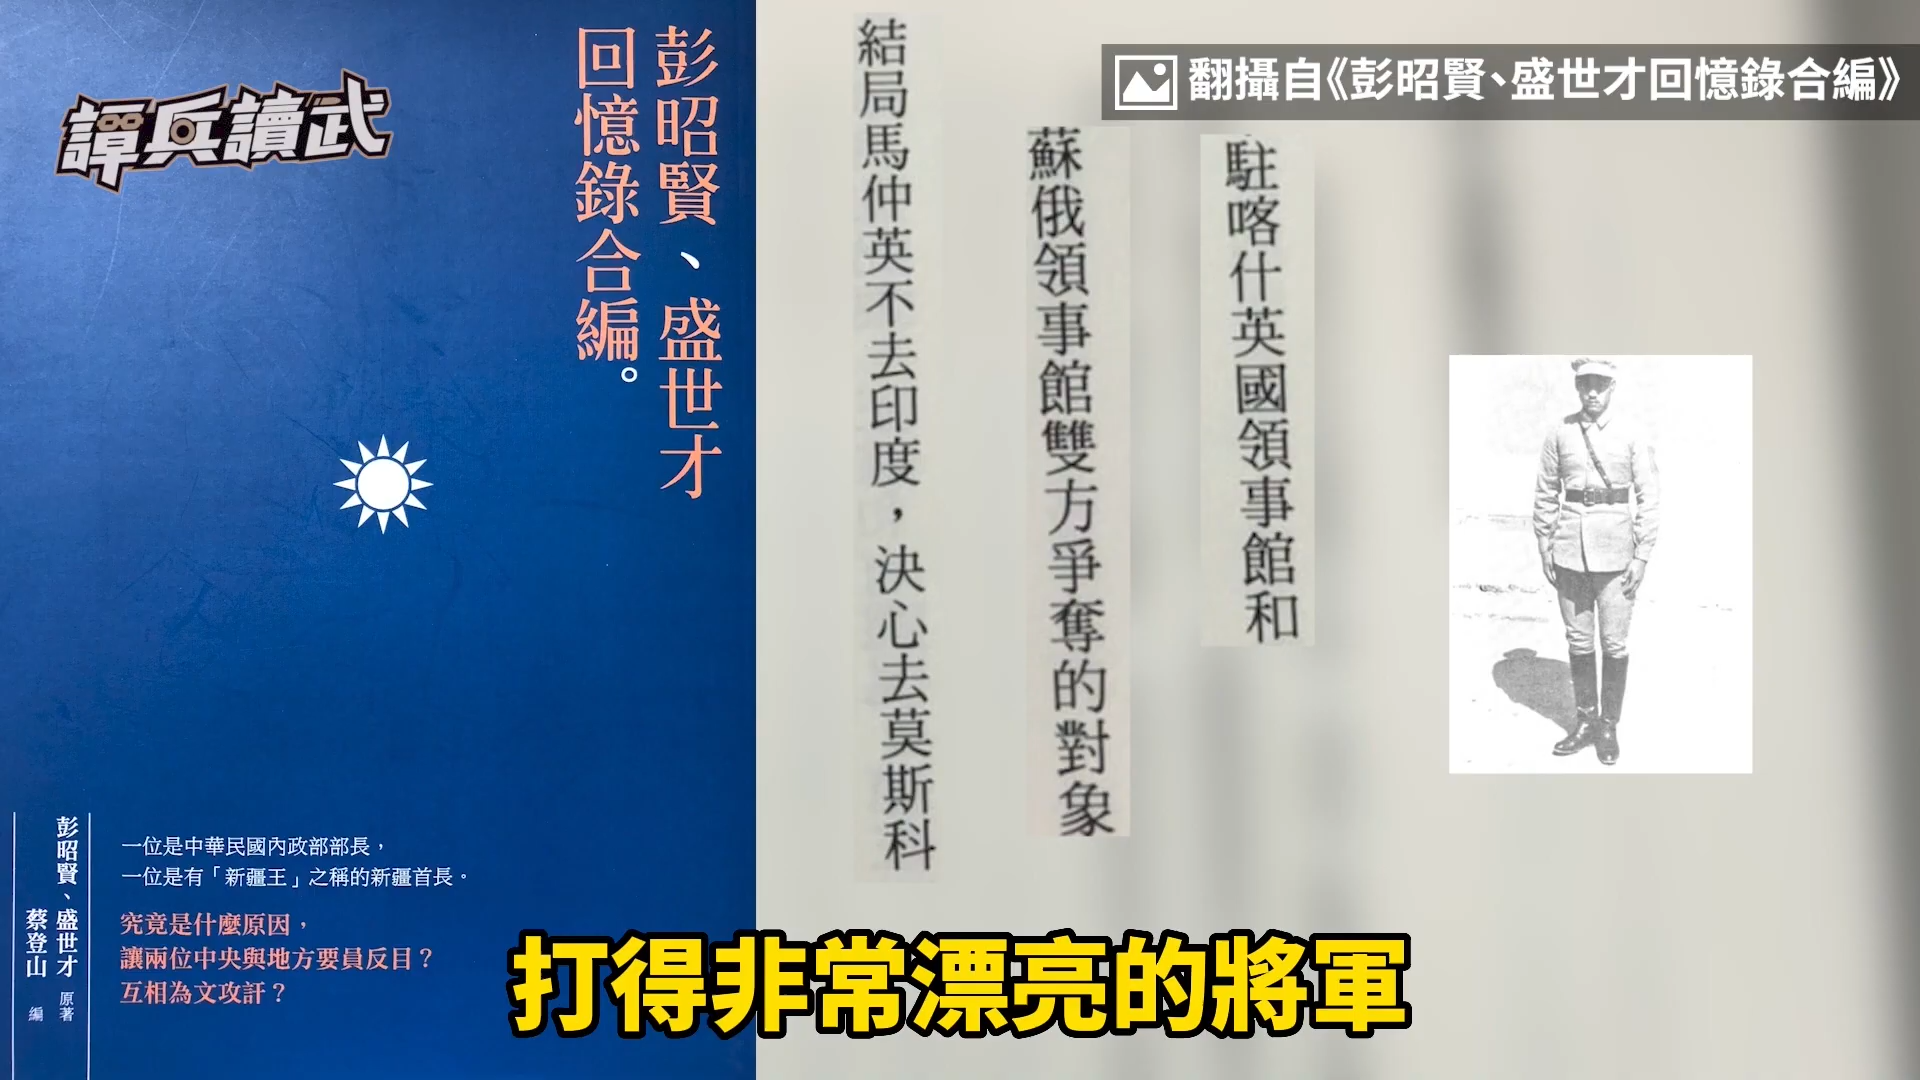 譚兵讀武
彭昭賢、盛世才
回憶錄合編。
彭昭賢、盛世才 原著
蔡登山 編
一位是中華民國內政部部長，
一位是有「新疆王」之稱的新疆首長。
究竟是什麼原因，
讓兩位中央與地方要員反目？
互相為文攻訐？
翻攝自《彭昭賢、盛世才回憶錄合編》
駐喀什英國領事館和
蘇俄領事館雙方爭奪的對象
結局馬仲英不去印度，決心去莫斯科
打得非常漂亮的將軍